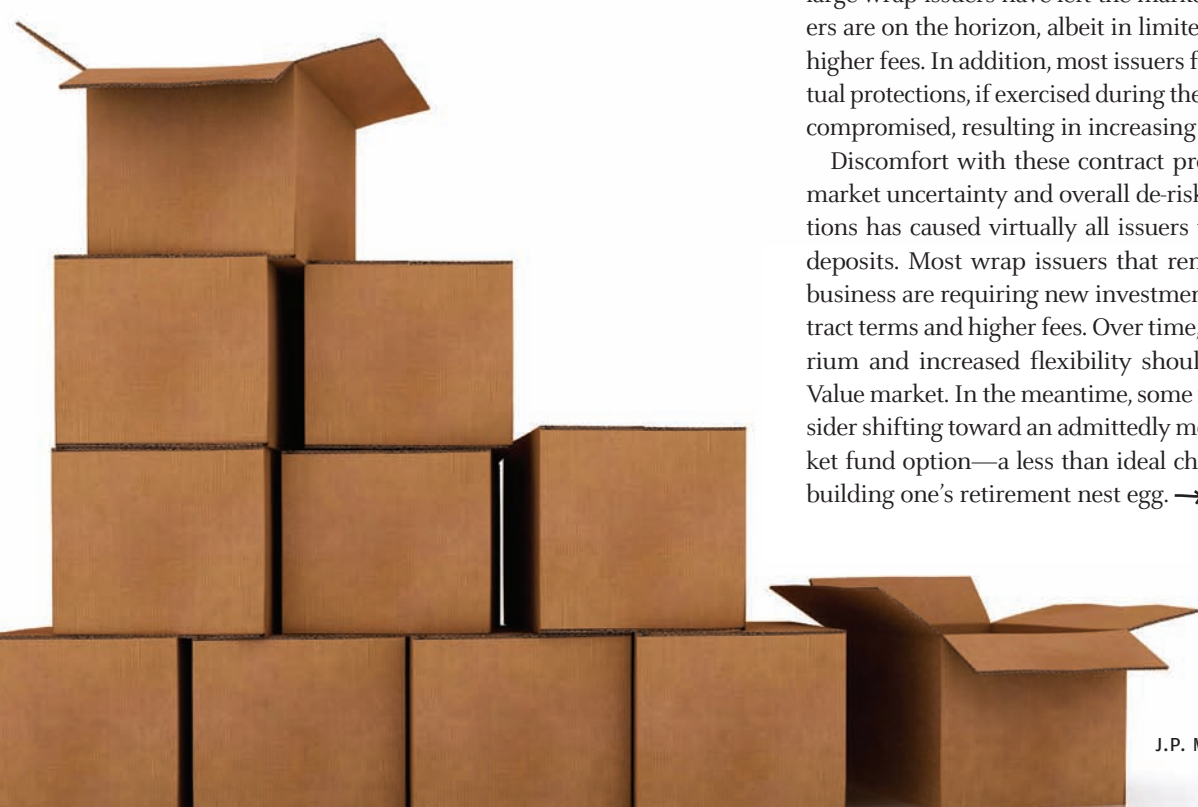 large wrap issuers have left the marke
ers are on the horizon, albeit in limite
higher fees. In addition, most issuers f
tual protections, if exercised during the
compromised, resulting in increasing
Discomfort with these contract pro
market uncertainty and overall de-risk
tions has caused virtually all issuers
deposits. Most wrap issuers that ren
business are requiring new investmen
tract terms and higher fees. Over time,
rium and increased flexibility shoul
Value market. In the meantime, some
sider shifting toward an admittedly mo
ket fund option—a less than ideal ch
building one's retirement nest egg. →
J.P. M